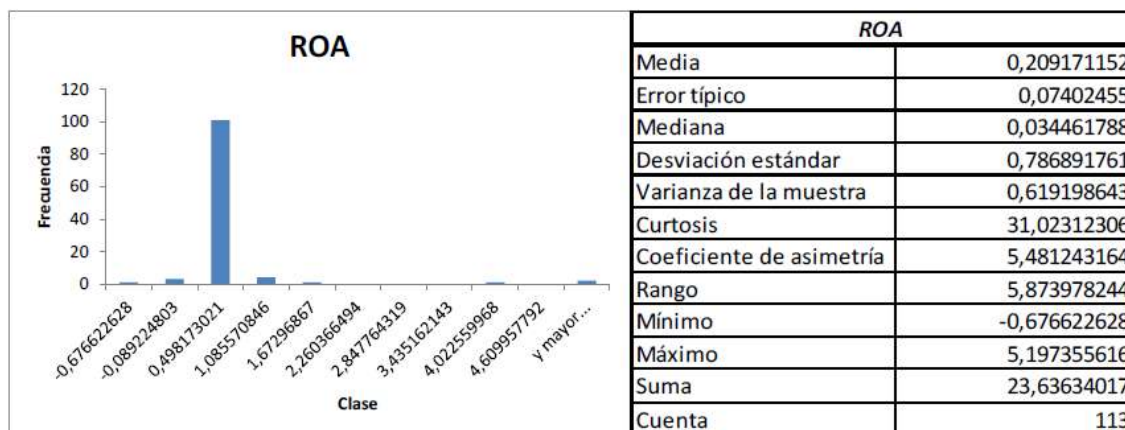 ROA
120
100
80
60
40
20
0
Frecuencia
-0,676622628
-0,089224803
0,498173021
1,085570846
1,67296867
2,260366494
2,847764319
3,435162143
4,022559968
4,609957792
y mayor...
Clase
ROA
Media 0,209171152
Error típico 0,07402455
Mediana 0,034461788
Desviación estándar 0,786891761
Varianza de la muestra 0,619198643
Curtosis 31,02312306
Coeficiente de asimetría 5,481243164
Rango 5,873978244
Mínimo -0,676622628
Máximo 5,197355616
Suma 23,63634017
Cuenta 113